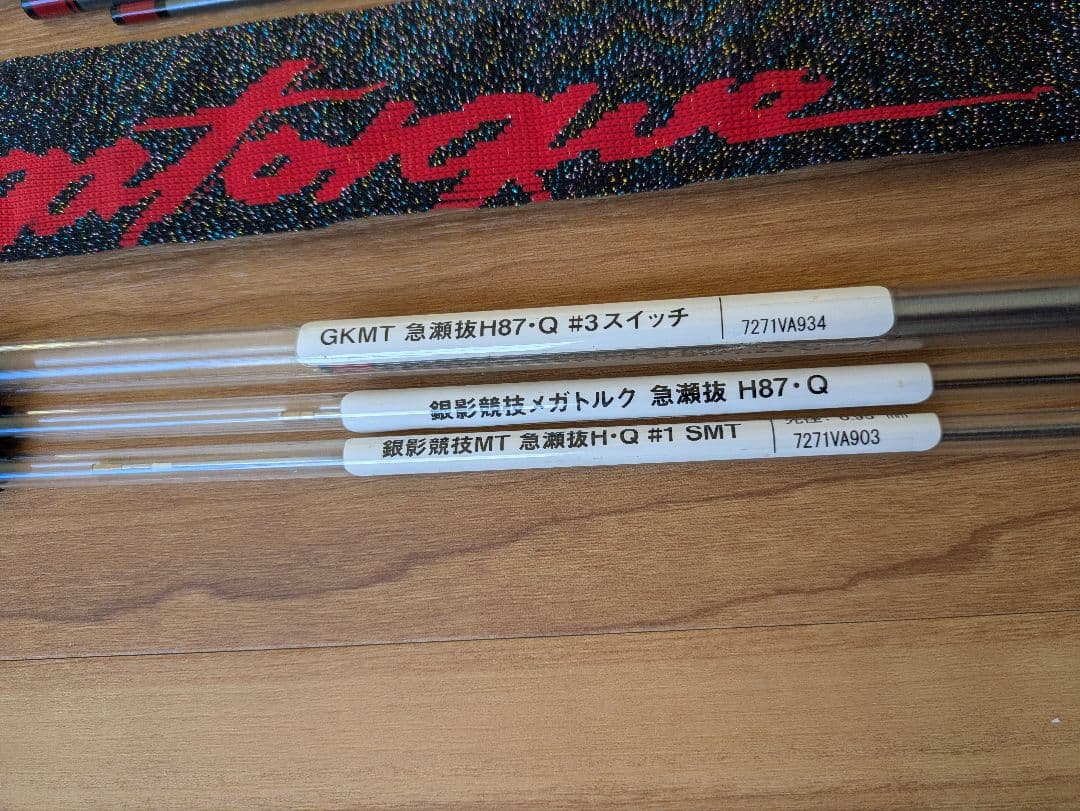 GKMT 急瀬抜H87・Q #3スイッチ 7271VA934
銀影競技メガトルク 急瀬抜 H87・Q
銀影競技MT 急瀬抜H・Q #1 SMT 7271VA903